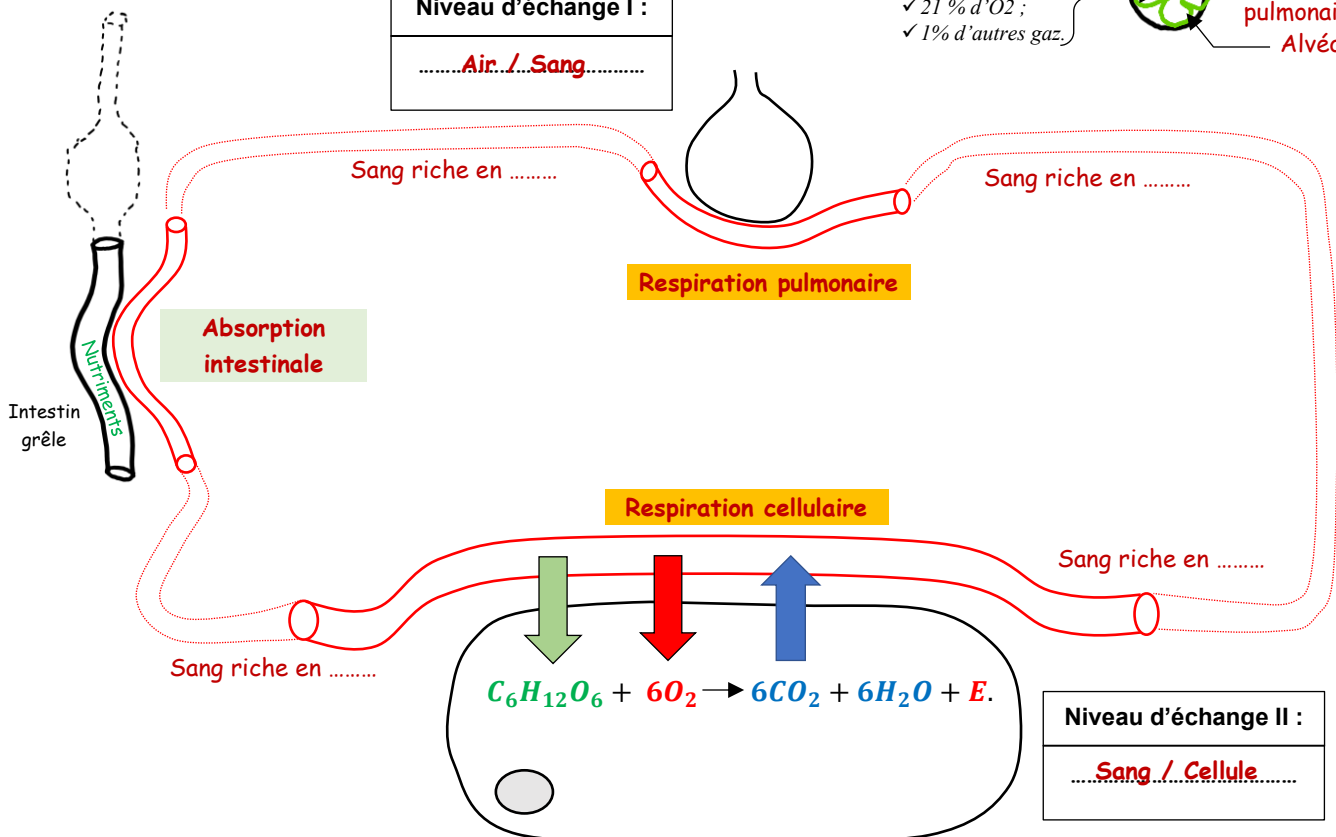 Niveau d'échange I :
✓ 21 % d'O2 ;
✓ 1% d'autres gaz.
......... Air / Sang .........
Sang riche en .........
Sang riche en .........
Respiration pulmonaire
Absorption
intestinale
Nutriments
Intestin
grêle
Respiration cellulaire
Sang riche en .........
Sang riche en .........
C₆H₁₂O₆ + 6O₂ → 6CO₂ + 6H₂O + E.
Niveau d'échange II :
......... Sang / Cellule .........